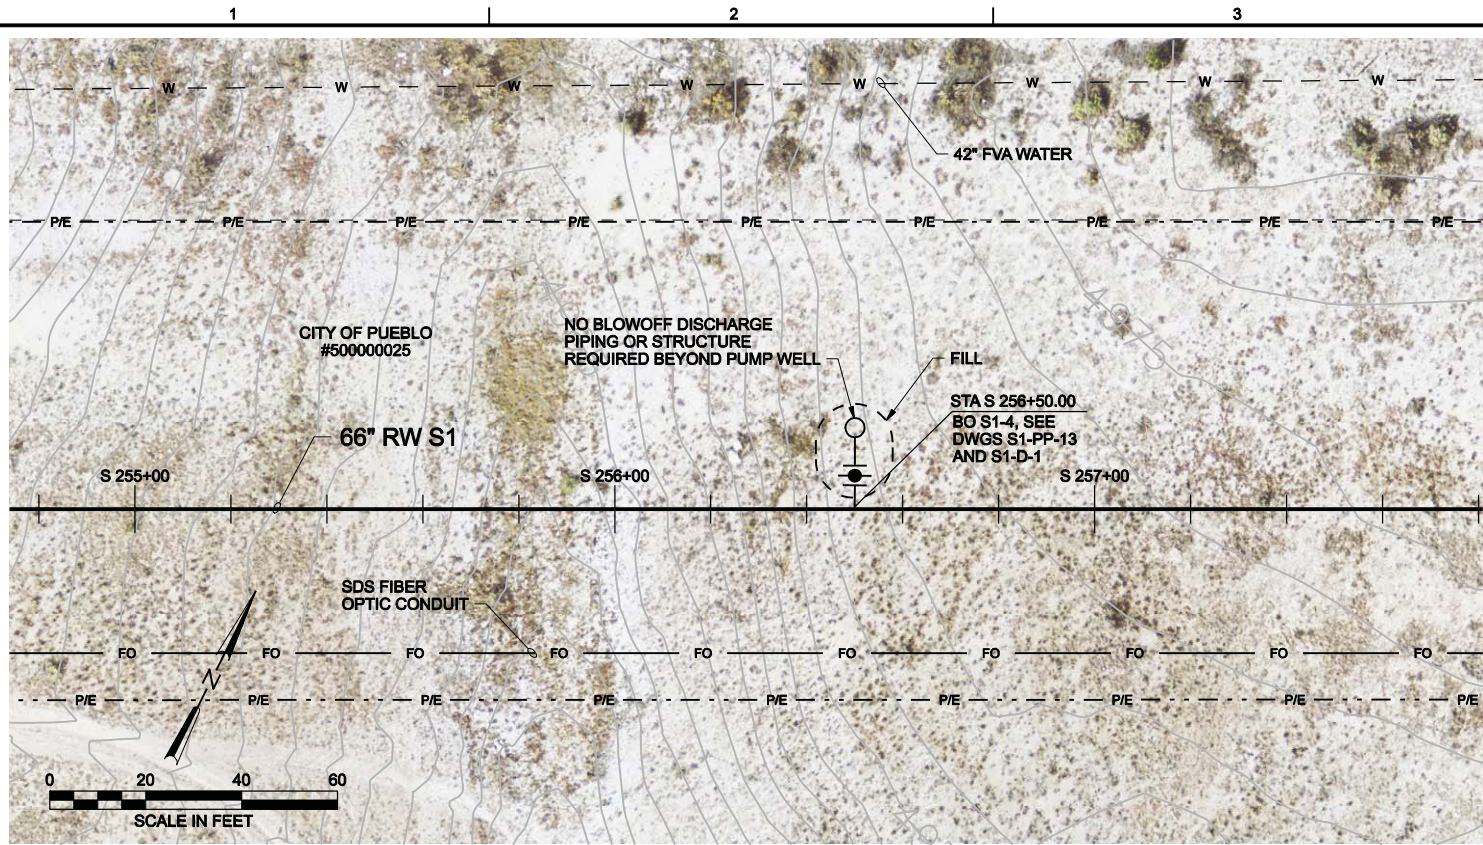 1 2 3
W W W W W W W W
42" FVA WATER
P/E P/E P/E P/E P/E P/E P/E P/E P/E
CITY OF PUEBLO
#500000025
NO BLOWOFF DISCHARGE
PIPING OR STRUCTURE
REQUIRED BEYOND PUMP WELL
FILL
STA S 256+50.00
BO S1-4, SEE
DWGS S1-PP-13
AND S1-D-1
66" RW S1
S 255+00 S 256+00 S 257+00
SDS FIBER
OPTIC CONDUIT
FO FO FO FO FO FO FO FO FO FO
N
P/E P/E P/E P/E P/E P/E P/E P/E P/E
0 20 40 60
SCALE IN FEET